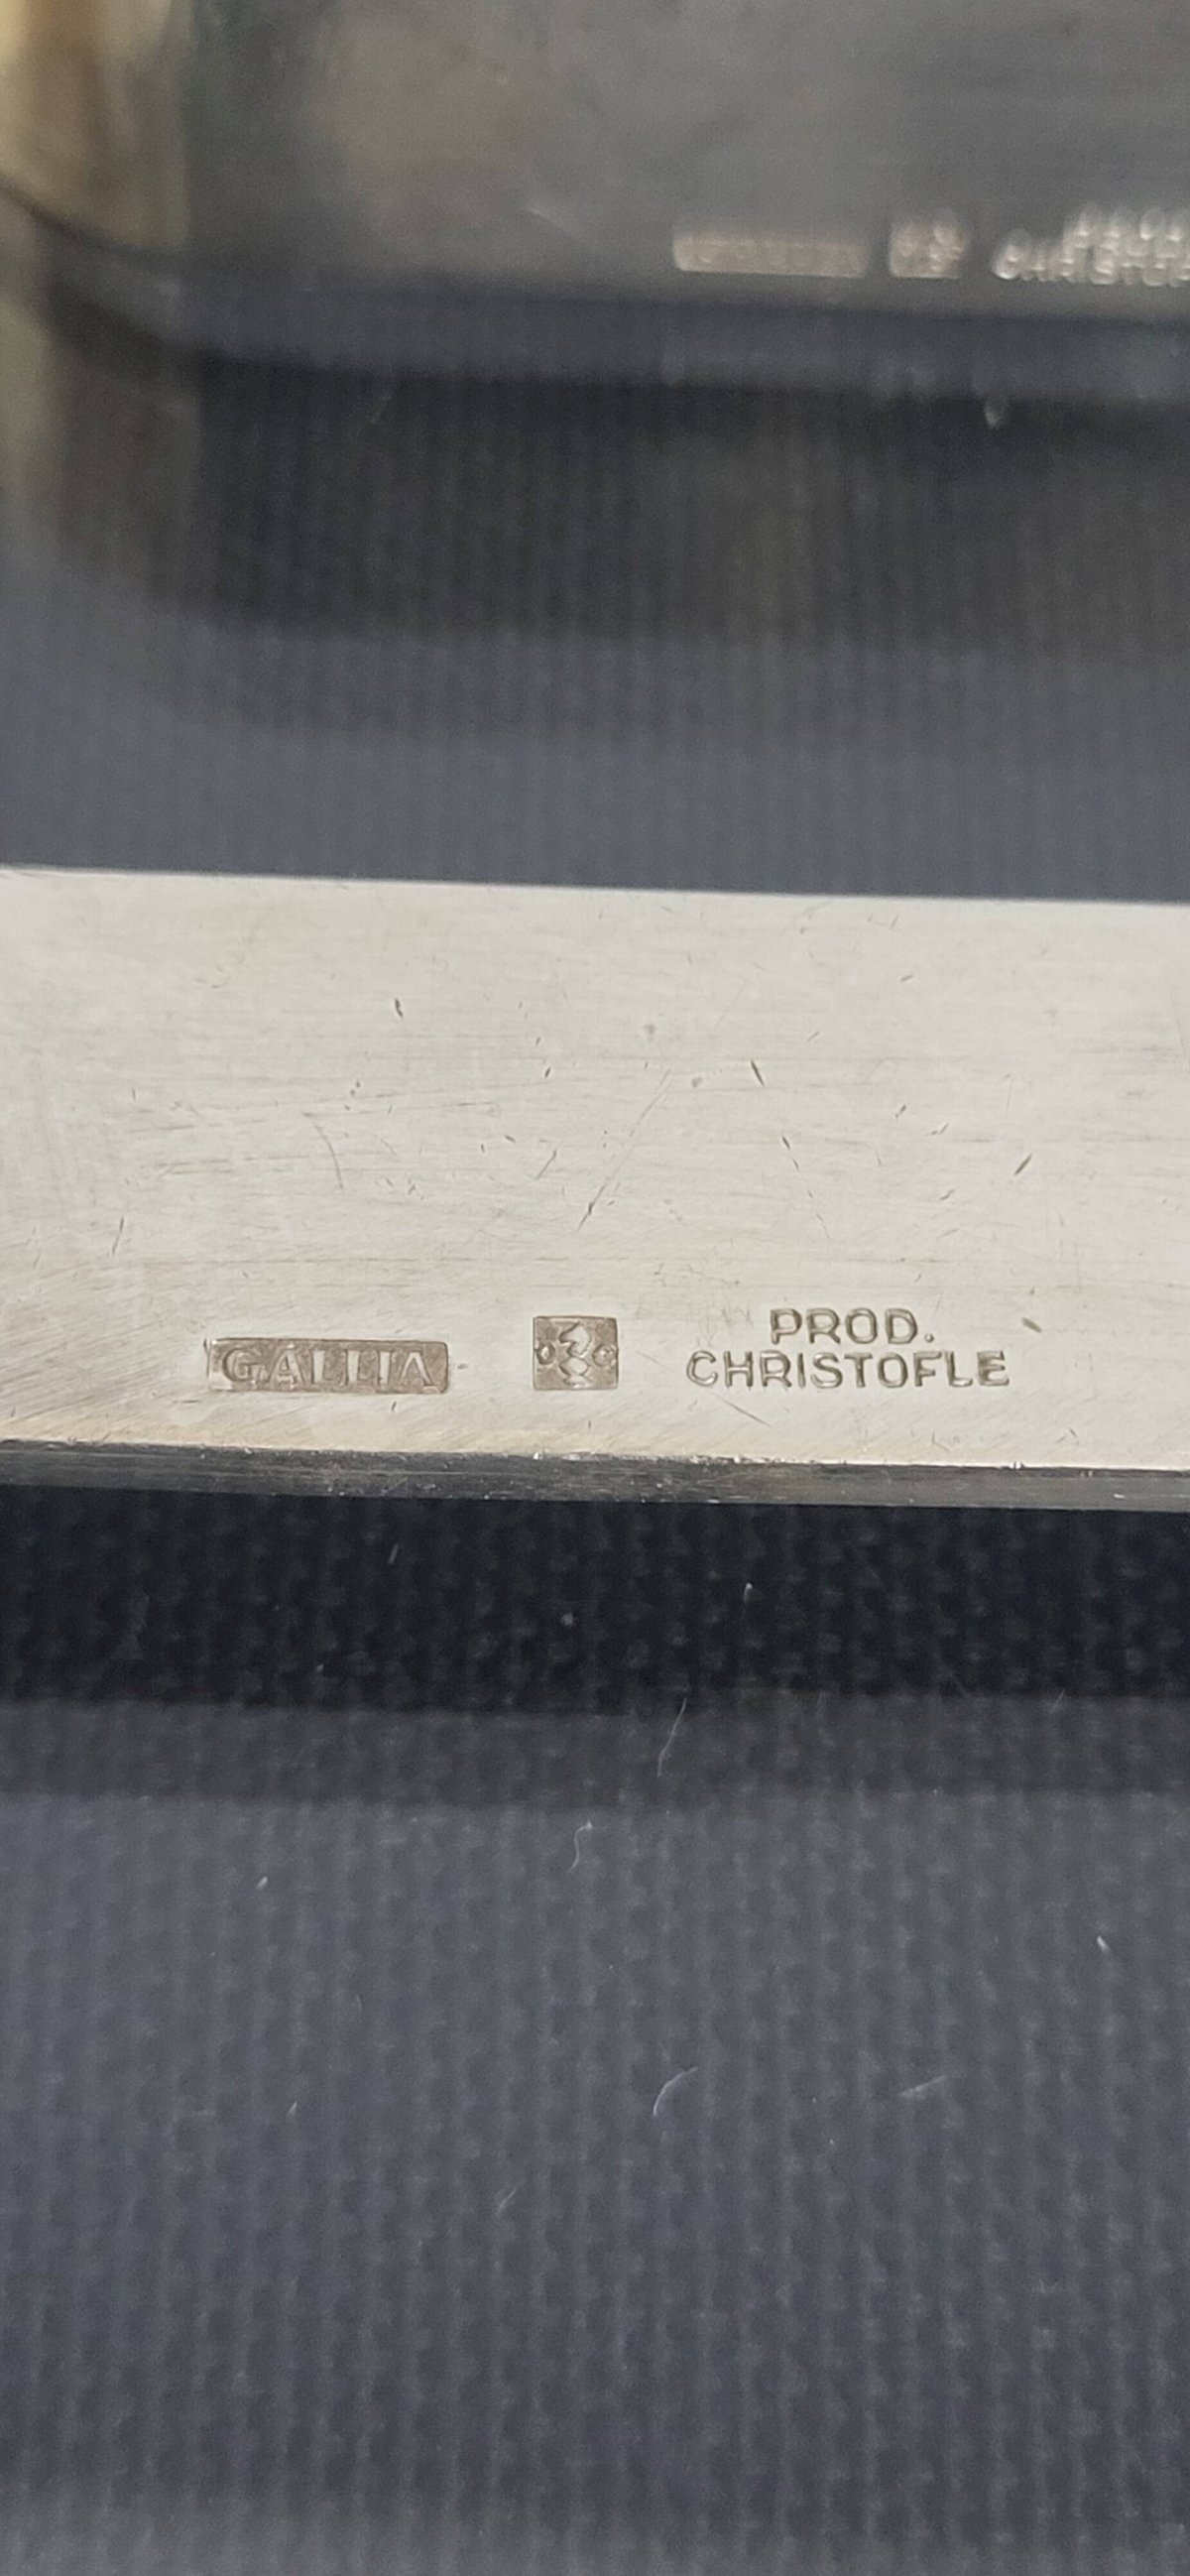 GALLIA
O C
PROD.
CHRISTOFLE